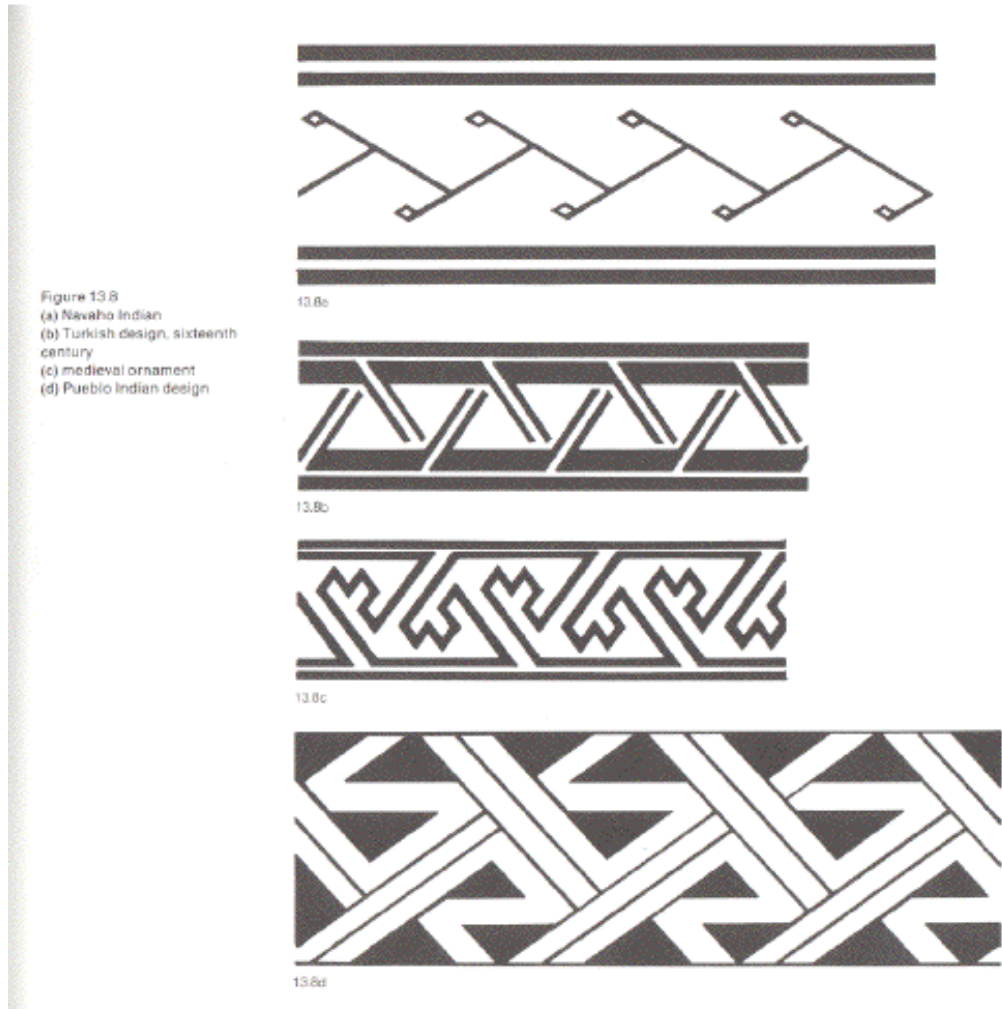 Figure 13.8
(a) Navaho Indian
(b) Turkish design, sixteenth
century
(c) medieval ornament
(d) Pueblo Indian design
13.8a
13.8b
13.8c
13.8d